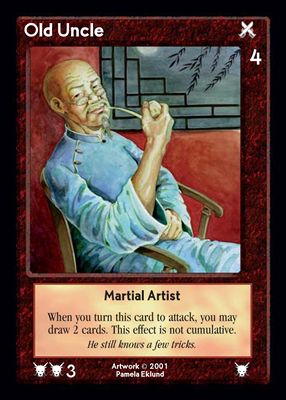 Old Uncle
4
Martial Artist
When you turn this card to attack, you may
draw 2 cards. This effect is not cumulative.
He still knows a few tricks.
3
Artwork © 2001
Pamela Eklund